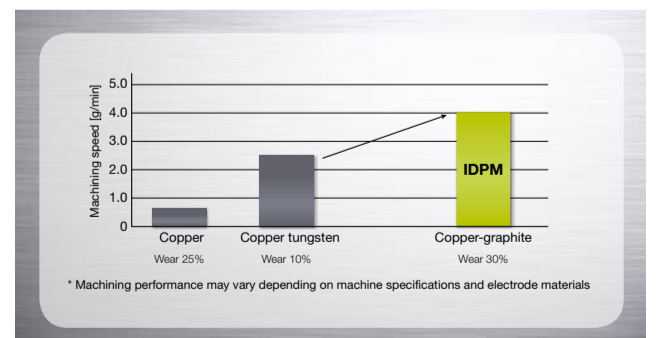 Machining speed [g/min]
5.0
4.0
3.0
2.0
1.0
0
IDPM
Copper Copper tungsten Copper-graphite
Wear 25% Wear 10% Wear 30%
* Machining performance may vary depending on machine specifications and electrode materials